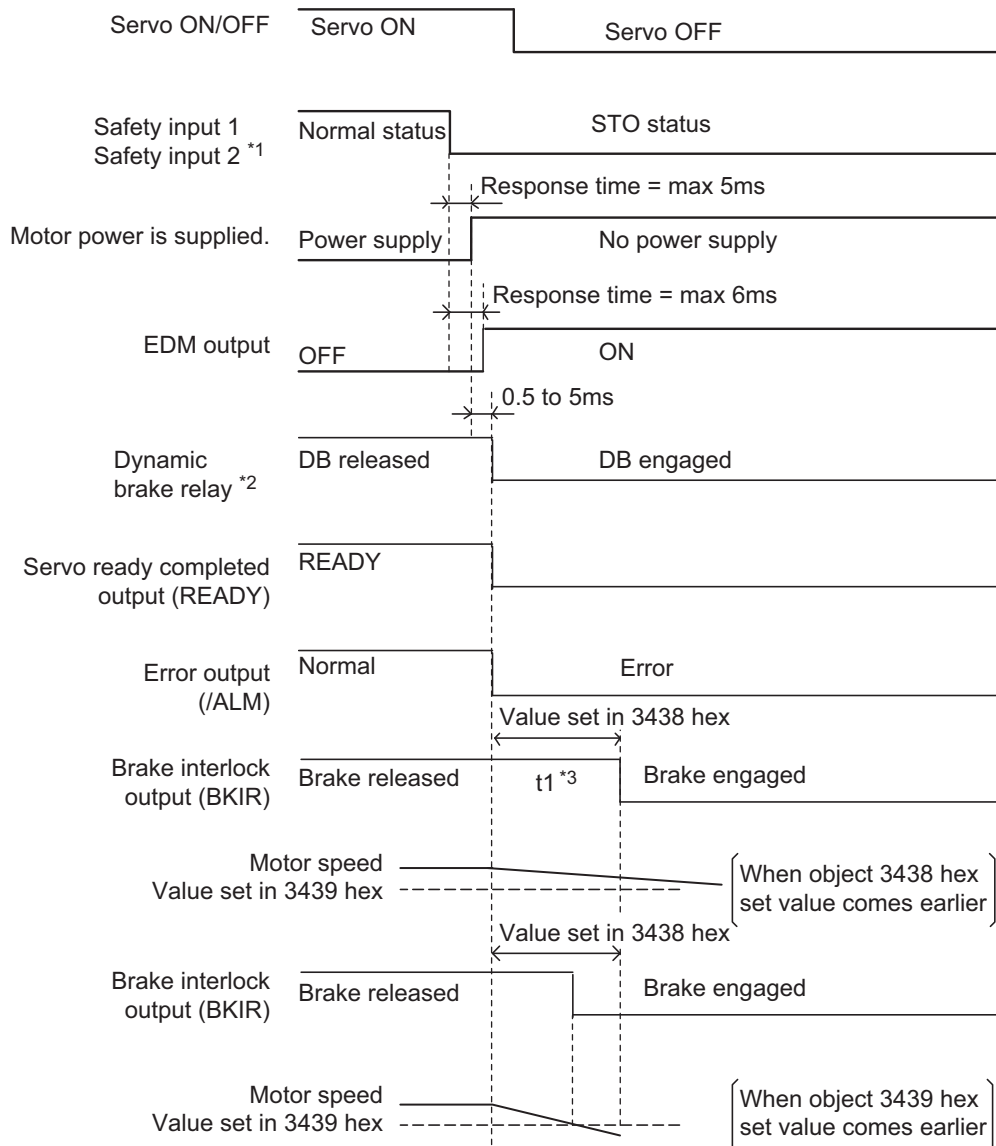 Servo ON/OFF
Servo ON
Servo OFF
Safety input 1
Safety input 2 *1
Normal status
STO status
Response time = max 5ms
Motor power is supplied.
Power supply
No power supply
Response time = max 6ms
EDM output
OFF
ON
0.5 to 5ms
Dynamic
brake relay *2
DB released
DB engaged
Servo ready completed
output (READY)
READY
Error output
(/ALM)
Normal
Error
Value set in 3438 hex
Brake interlock
output (BKIR)
Brake released
t1 *3
Brake engaged
Motor speed
Value set in 3439 hex
When object 3438 hex
set value comes earlier
Value set in 3438 hex
Brake interlock
output (BKIR)
Brake released
Brake engaged
Motor speed
Value set in 3439 hex
When object 3439 hex
set value comes earlier